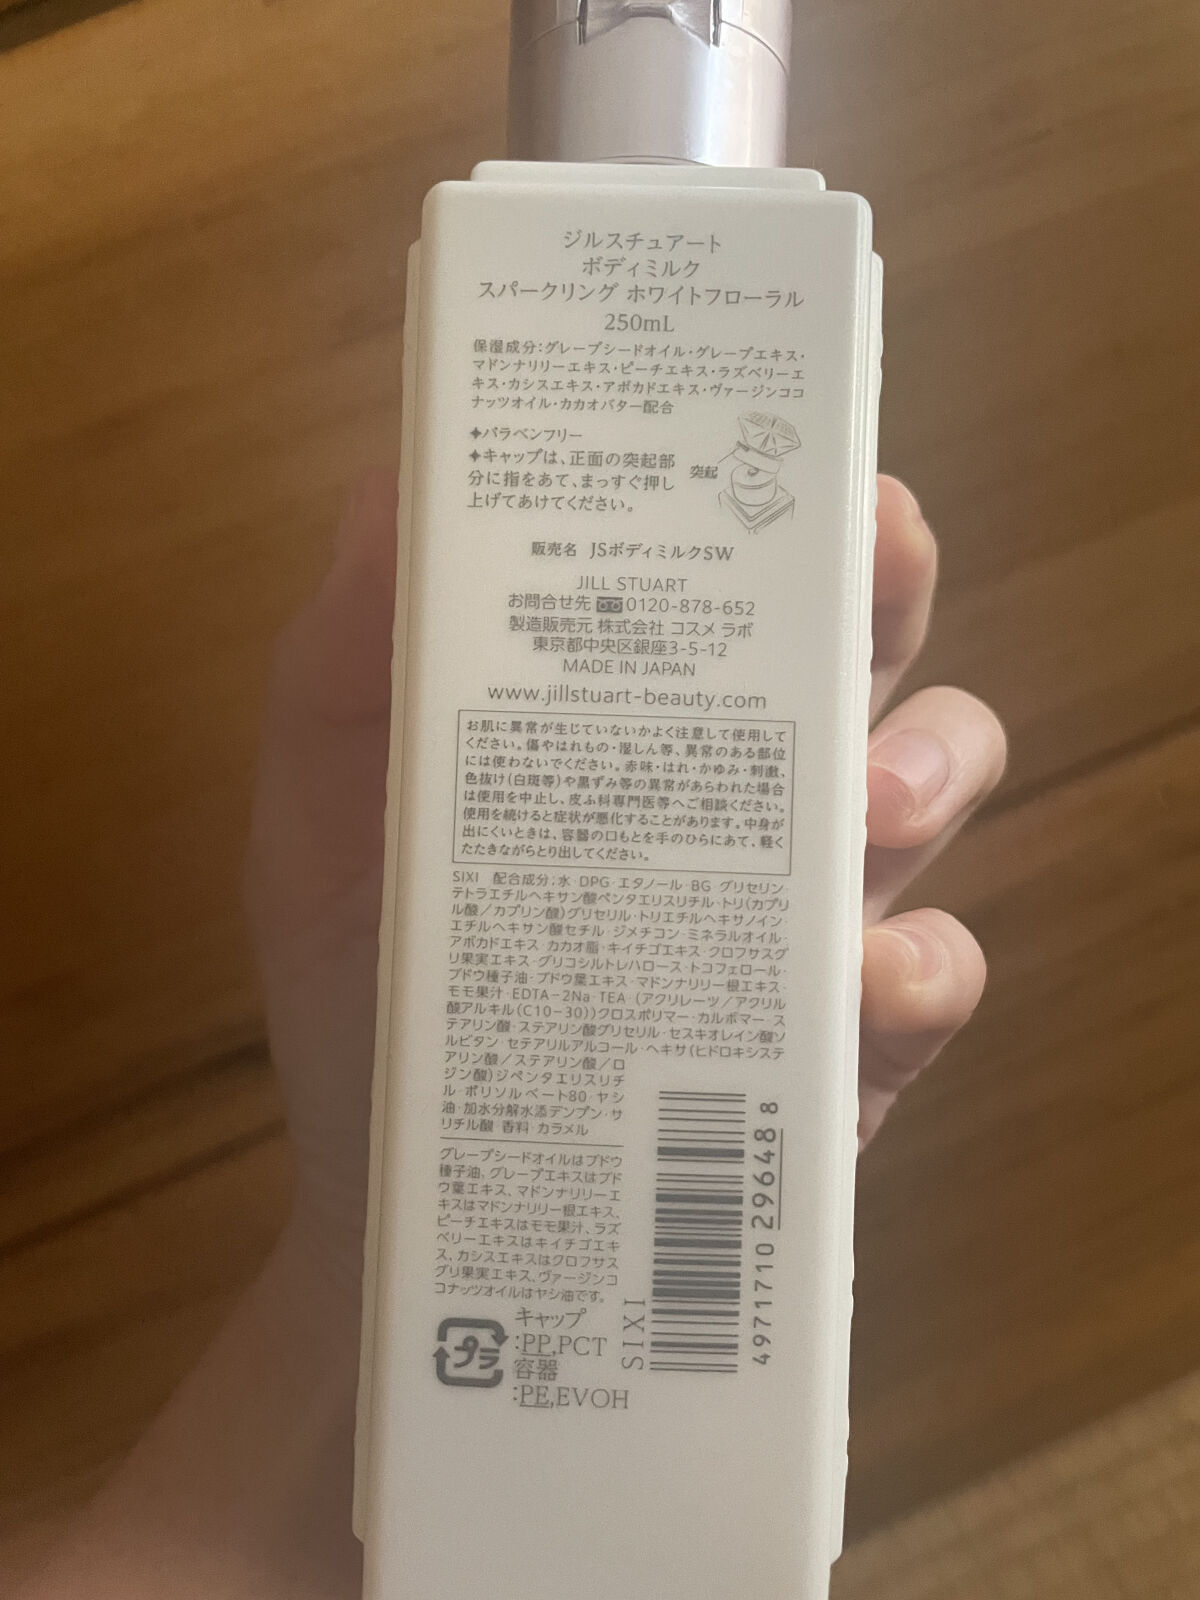 ジルスチュアート
ボディミルク
スパークリング ホワイトフローラル
250mL
保湿成分:グレープシードオイル・グレープエキス・
マドンナリリーエキス・ピーチエキス・ラズベリーエ
キス・カシスエキス・アボカドエキス・ヴァージンココ
ナッツオイル・カカオバター配合
✦パラベンフリー
✦キャップは、正面の突起部
分に指をあて、まっすぐ押し
上げてあけてください。
突起
販売名 JSボディミルクSW
JILL STUART
お問合せ先 0120-878-652
製造販売元 株式会社 コスメ ラボ
東京都中央区銀座3-5-12
MADE IN JAPAN
www.jillstuart-beauty.com
お肌に異常が生じていないかよく注意して使用して
ください。傷やはれもの・湿しん等、異常のある部位
には使わないでください。赤味・はれ・かゆみ・刺激、
色抜け(白斑等)や黒ずみ等の異常があらわれた場合
は使用を中止し、皮ふ科専門医等へご相談ください。
使用を続けると症状が悪化することがあります。中身が
出にくいときは、容器の口もとを手のひらにあて、軽く
たたきながらとり出してください。
SIXI 配合成分:水・DPG・エタノール・BG・グリセリン・
テトラエチルヘキサン酸ペンタエリスリチル・トリ(カプリ
ル酸/カプリン酸)グリセリル・トリエチルヘキサノイン・
エチルヘキサン酸セチル・ジメチコン・ミネラルオイル・
アボカドエキス・カカオ脂・キイチゴエキス・クロフサスグ
リ果実エキス・グリコシルトレハロース・トコフェロール・
ブドウ種子油・ブドウ葉エキス・マドンナリリー根エキス・
モモ果汁・EDTA-2Na・TEA・(アクリレーツ/アクリル
酸アルキル(C10-30))クロスポリマー・カルボマー・ス
テアリン酸・ステアリン酸グリセリル・セスキオレイン酸ソ
ルビタン・セテアリルアルコール・ヘキサ(ヒドロキシステ
アリン酸/ステアリン酸/ロ
ジン酸)ジペンタエリスリチ
ル・ポリソルベート80・ヤシ
油・加水分解水添デンプン・サ
リチル酸・香料・カラメル
グレープシードオイルはブドウ
種子油、グレープエキスはブド
ウ葉エキス、マドンナリリーエ
キスはマドンナリリー根エキス、
ピーチエキスはモモ果汁、ラズ
ベリーエキスはキイチゴエキ
ス、カシスエキスはクロフサス
グリ果実エキス、ヴァージンコ
コナッツオイルはヤシ油です。
プラ
キャップ
:PP,PCT
容器
:PE,EVOH
SIXI
4971710 29648 8